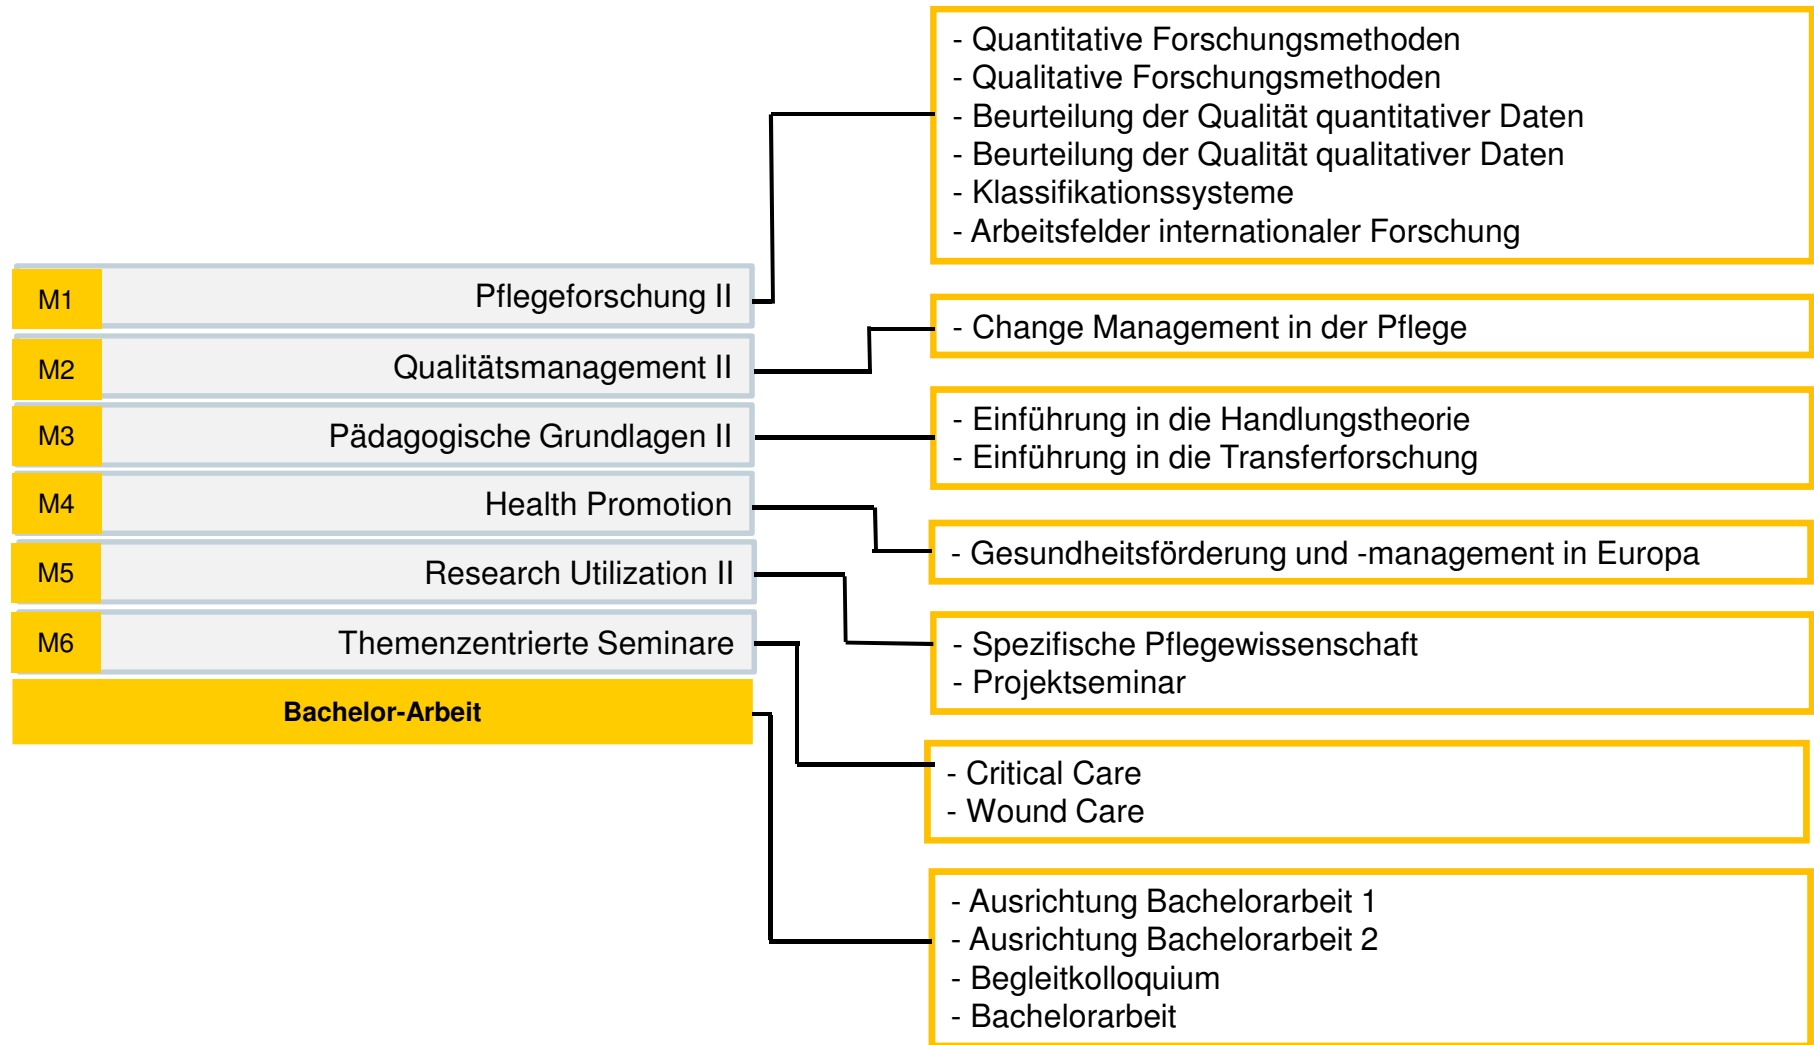 M1 Pflegeforschung II
M2 Qualitätsmanagement II
M3 Pädagogische Grundlagen II
M4 Health Promotion
M5 Research Utilization II
M6 Themenzentrierte Seminare
Bachelor-Arbeit
- Quantitative Forschungsmethoden
- Qualitative Forschungsmethoden
- Beurteilung der Qualität quantitativer Daten
- Beurteilung der Qualität qualitativer Daten
- Klassifikationssysteme
- Arbeitsfelder internationaler Forschung
- Change Management in der Pflege
- Einführung in die Handlungstheorie
- Einführung in die Transferforschung
- Gesundheitsförderung und -management in Europa
- Spezifische Pflegewissenschaft
- Projektseminar
- Critical Care
- Wound Care
- Ausrichtung Bachelorarbeit 1
- Ausrichtung Bachelorarbeit 2
- Begleitkolloquium
- Bachelorarbeit